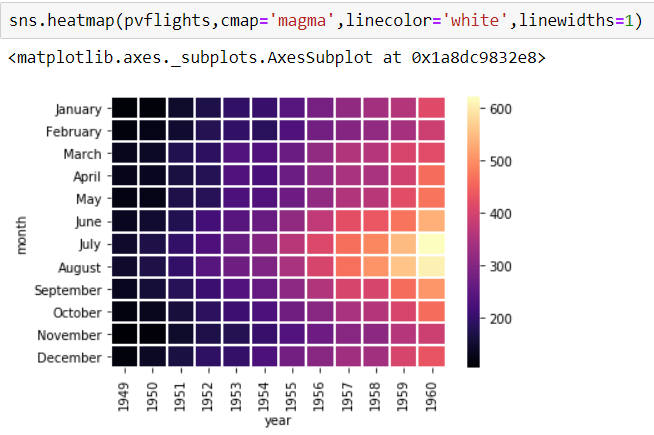 sns.heatmap(pvflights,cmap='magma',linecolor='white',linewidths=1)
<matplotlib.axes._subplots.AxesSubplot at 0x1a8dc9832e8>
January
February
March
April
May
June
July
August
September
October
November
December
month
1949 1950 1951 1952 1953 1954 1955 1956 1957 1958 1959 1960
year
600
500
400
300
200